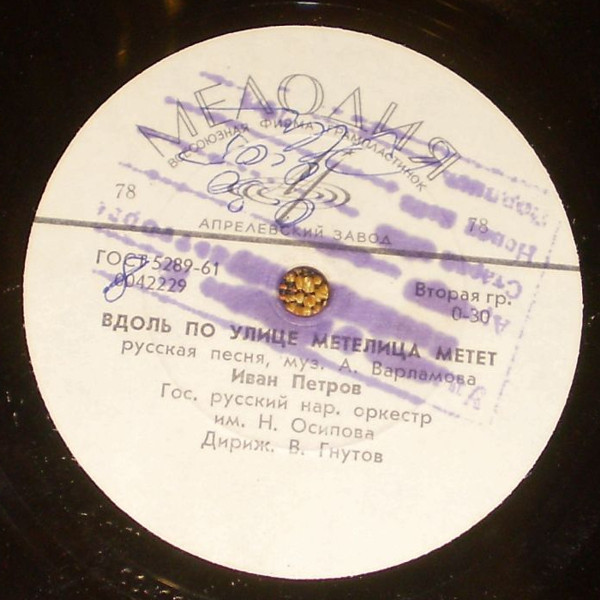 МЕЛОДИЯ
ВСЕСОЮЗНАЯ ФИРМА ГРАМПЛАСТИНОК
78 78
АПРЕЛЕВСКИЙ ЗАВОД
ГОСТ 5289-61
0042229
Вторая гр.
0-30
ВДОЛЬ ПО УЛИЦЕ МЕТЕЛИЦА МЕТЕТ
русская песня, муз. А. Варламова
Иван Петров
Гос. русский нар. оркестр
им. Н. Осипова
Дириж. В. Гнутов